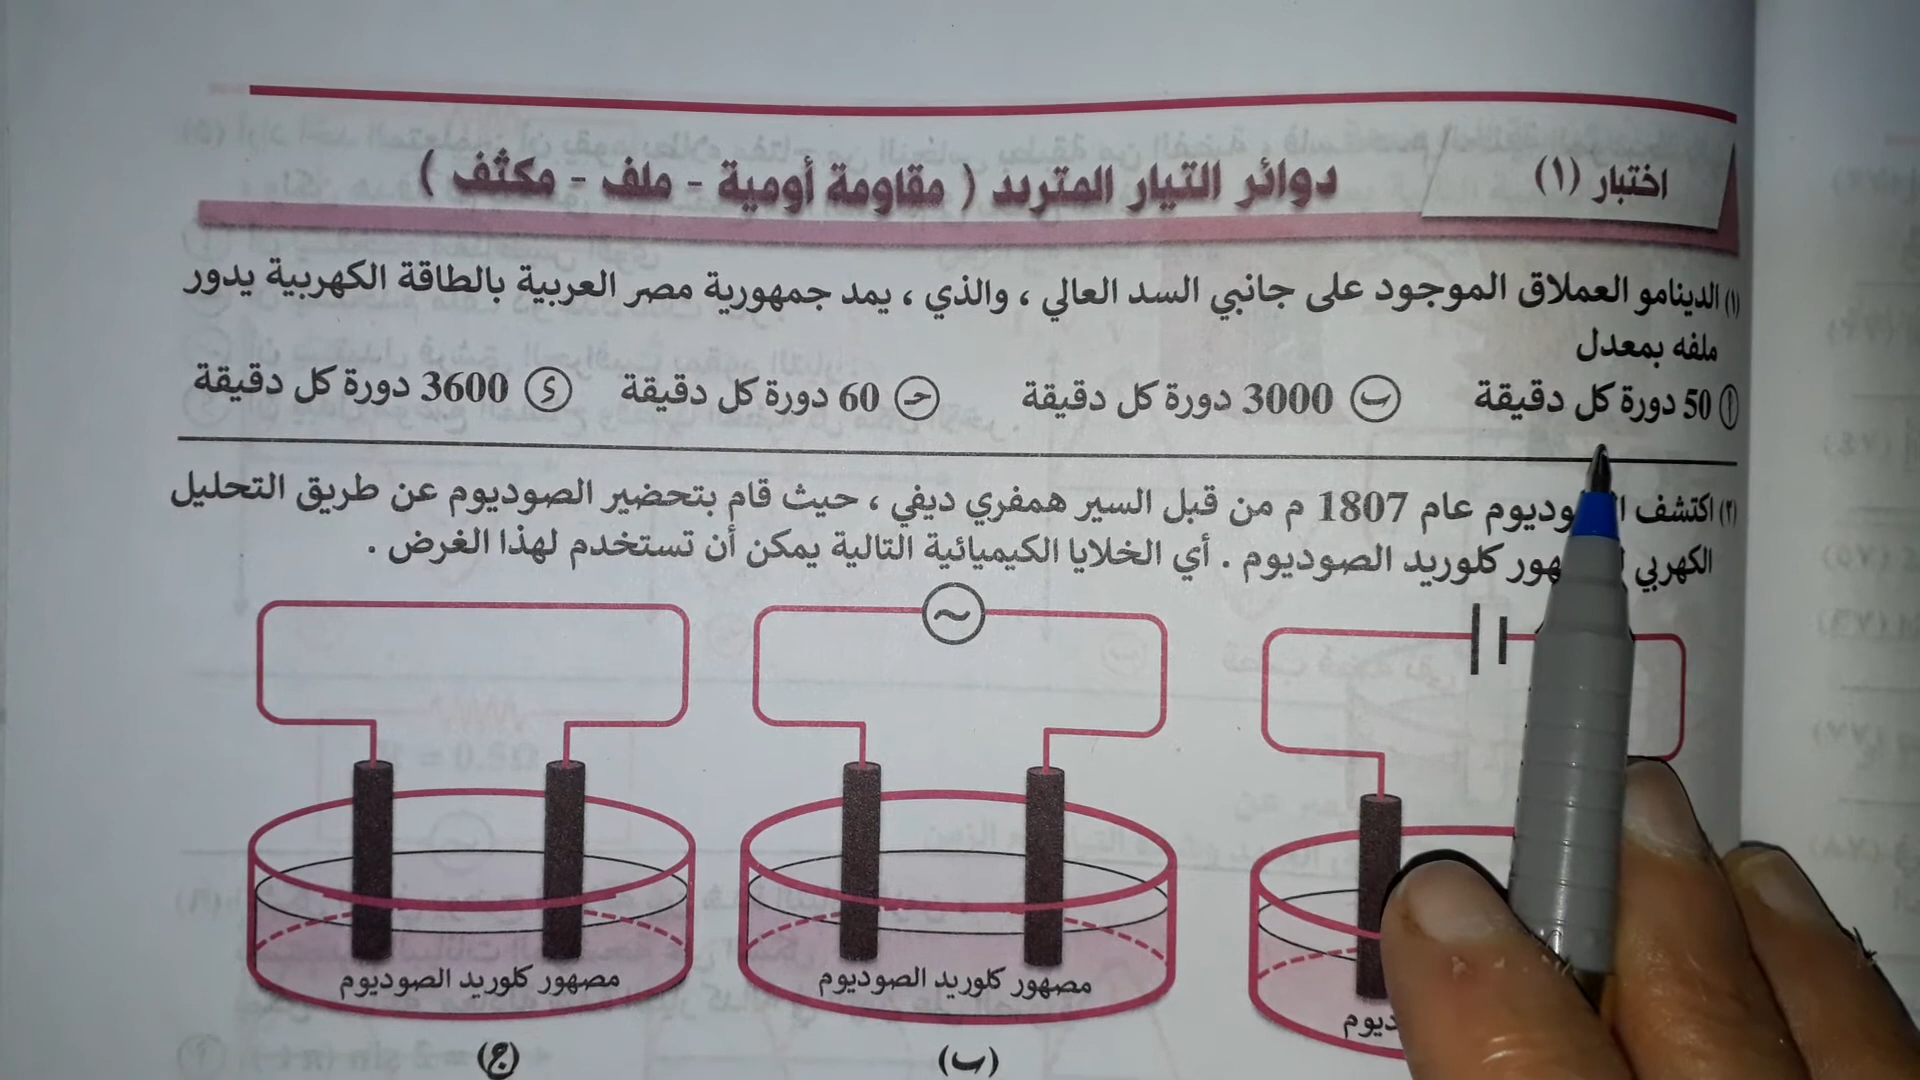 اختبار (١)
دوائر التيار المتردد ( مقاومة أومية - ملف - مكثف )
(١) الدينامو العملاق الموجود على جانبي السد العالي ، والذي ، يمد جمهورية مصر العربية بالطاقة الكهربية يدور
ملفه بمعدل
أ 50 دورة كل دقيقة ب 3000 دورة كل دقيقة جـ 60 دورة كل دقيقة د 3600 دورة كل دقيقة
(٢) اكتشف عام 1807 م من قبل السير همفري ديفي ، حيث قام بتحضير الصوديوم عن طريق التحليل
الكهربي كلوريد الصوديوم . أي الخلايا الكيميائية التالية يمكن أن تستخدم لهذا الغرض .
~
مصهور كلوريد الصوديوم
مصهور كلوريد الصوديوم
(ب)
(ج)